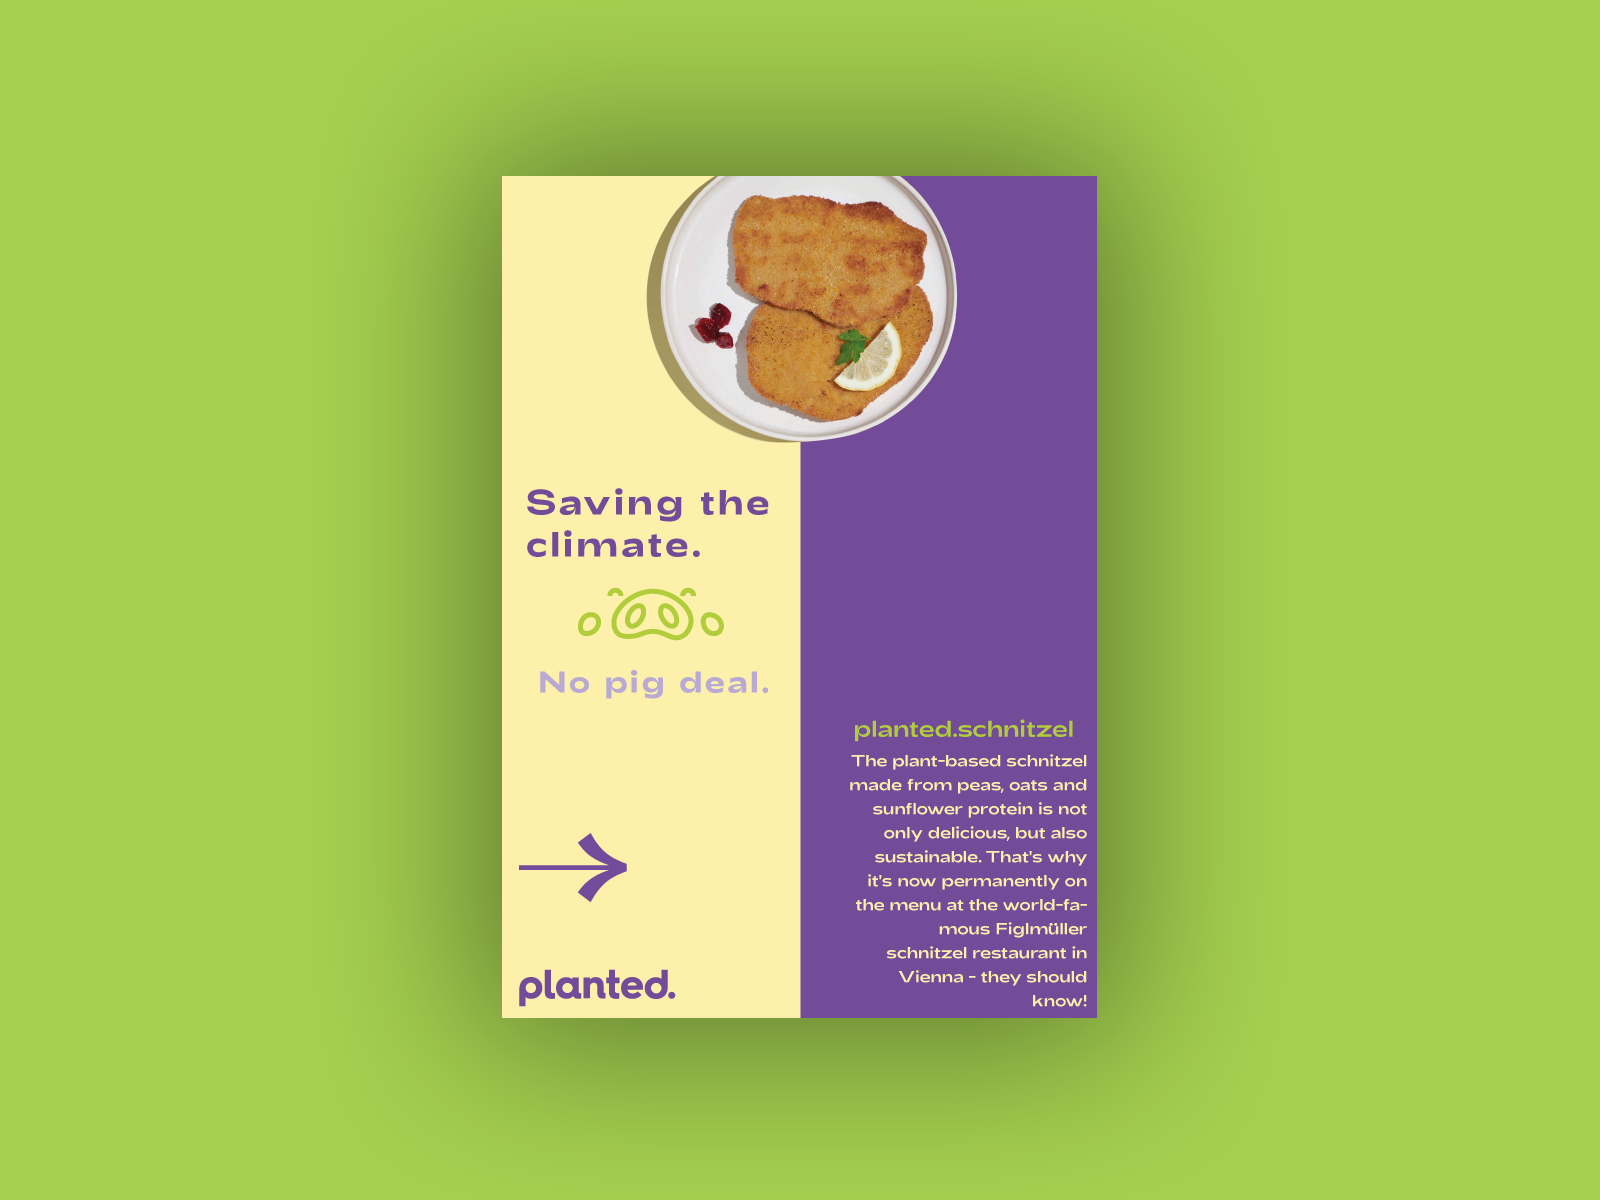 Saving the
climate.
No pig deal.
planted.
planted.schnitzel
The plant-based schnitzel
made from peas, oats and
sunflower protein is not
only delicious, but also
sustainable. That's why
it's now permanently on
the menu at the world-fa-
mous Figlmüller
schnitzel restaurant in
Vienna - they should
know!